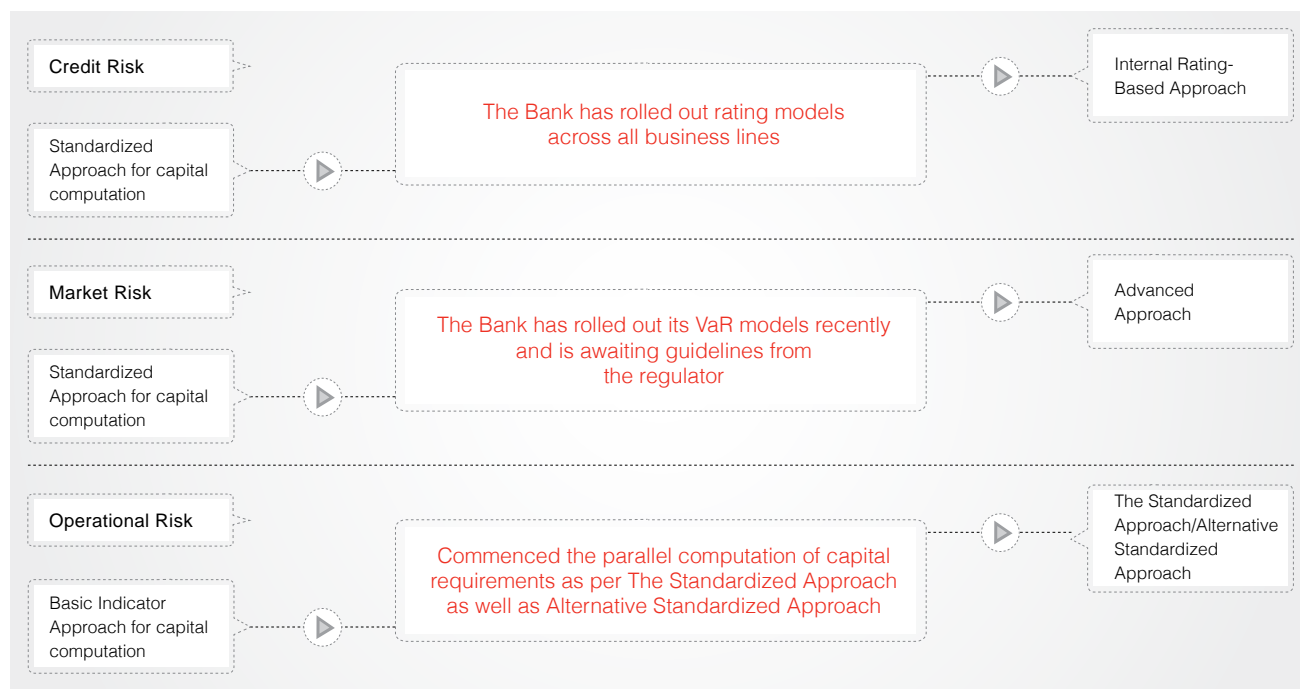 Credit Risk
Standardized
Approach for capital
computation
The Bank has rolled out rating models
across all business lines
Internal Rating-
Based Approach
Market Risk
Standardized
Approach for capital
computation
The Bank has rolled out its VaR models recently
and is awaiting guidelines from
the regulator
Advanced
Approach
Operational Risk
Basic Indicator
Approach for capital
computation
Commenced the parallel computation of capital
requirements as per The Standardized Approach
as well as Alternative Standardized Approach
The Standardized
Approach/Alternative
Standardized
Approach